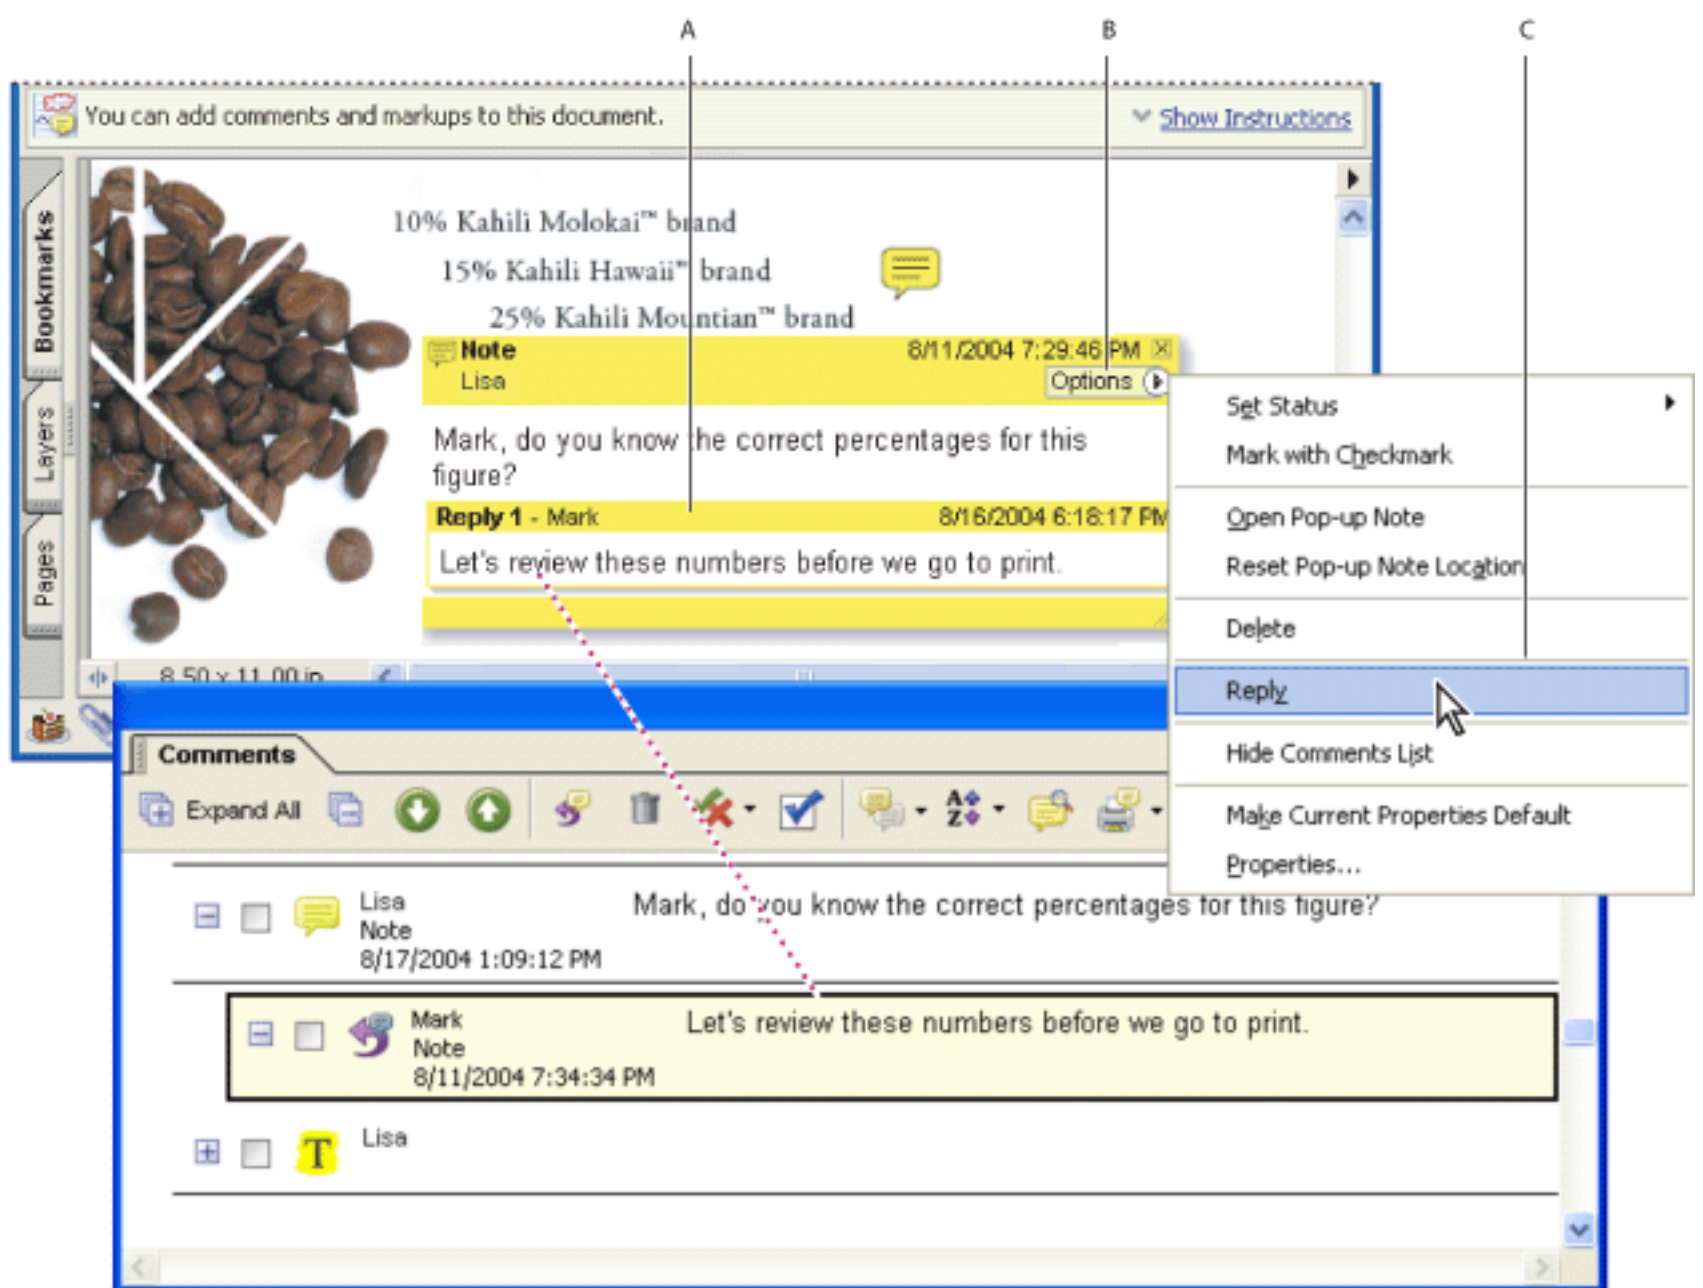 A
B
C
You can add comments and markups to this document.
Show Instructions
Bookmarks
Layers
Pages
10% Kahili Molokai™ brand
15% Kahili Hawaii™ brand
25% Kahili Mountian™ brand
Note
8/11/2004 7:29:46 PM
Lisa
Options
Mark, do you know the correct percentages for this
figure?
Reply 1 - Mark
8/16/2004 6:18:17 PM
Let's review these numbers before we go to print.
8.50 x 11.00 in
Set Status
Mark with Checkmark
Open Pop-up Note
Reset Pop-up Note Location
Delete
Reply
Hide Comments List
Make Current Properties Default
Properties...
Comments
Expand All
A
Z
Lisa
Note
8/17/2004 1:09:12 PM
Mark, do you know the correct percentages for this figure?
Mark
Note
8/11/2004 7:34:34 PM
Let's review these numbers before we go to print.
T
Lisa